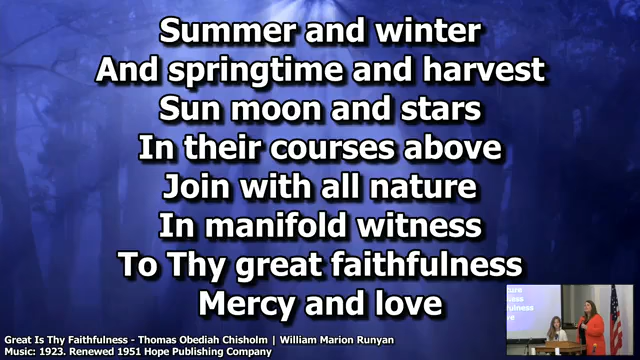 Summer and winter
And springtime and harvest
Sun moon and stars
In their courses above
Join with all nature
In manifold witness
To Thy great faithfulness
Mercy and love
Great Is Thy Faithfulness - Thomas Obediah Chisholm | William Marion Runyan
Music: 1923. Renewed 1951 Hope Publishing Company